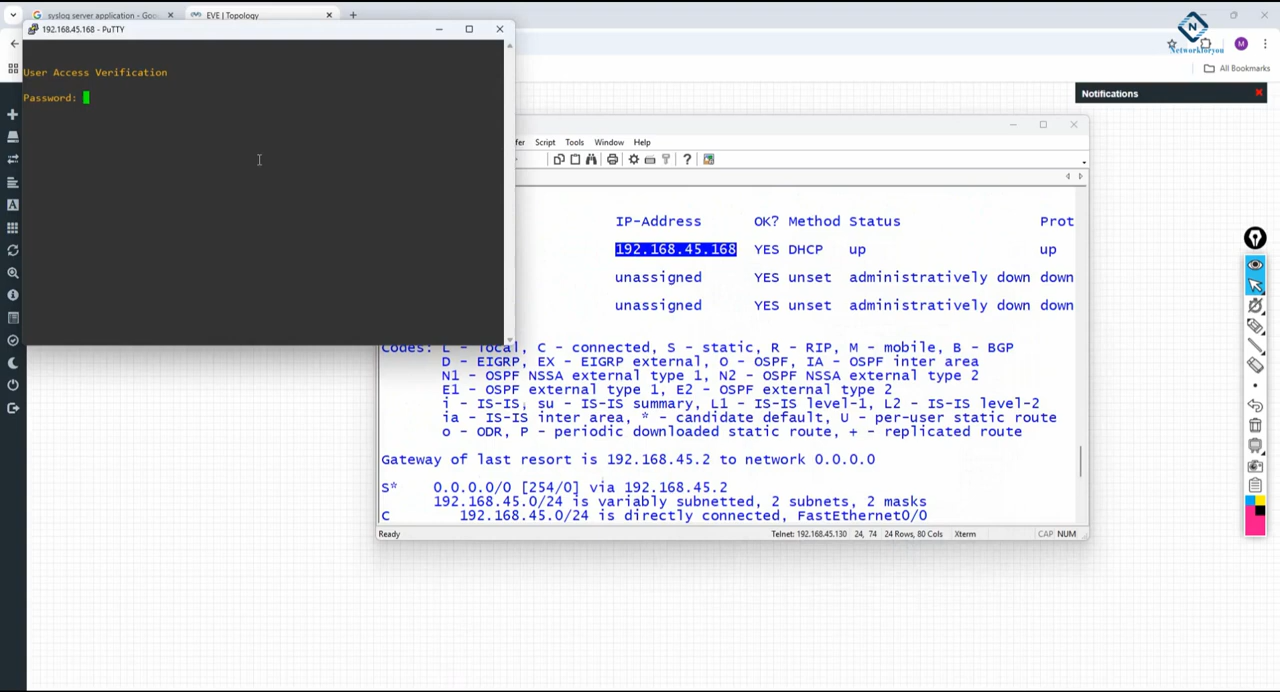 syslog server application - Goo
EVE | Topology
N
Networkforyou
M
All Bookmarks
192.168.45.168 - PuTTY
User Access Verification
Password:
Notifications
fer Script Tools Window Help
IP-Address OK? Method Status Prot
192.168.45.168 YES DHCP up up
unassigned YES unset administratively down down
unassigned YES unset administratively down down
Codes: L - local, C - connected, S - static, R - RIP, M - mobile, B - BGP
D - EIGRP, EX - EIGRP external, O - OSPF, IA - OSPF inter area
N1 - OSPF NSSA external type 1, N2 - OSPF NSSA external type 2
E1 - OSPF external type 1, E2 - OSPF external type 2
i - IS-IS, su - IS-IS summary, L1 - IS-IS level-1, L2 - IS-IS level-2
ia - IS-IS inter area, * - candidate default, U - per-user static route
o - ODR, P - periodic downloaded static route, + - replicated route
Gateway of last resort is 192.168.45.2 to network 0.0.0.0
S* 0.0.0.0/0 [254/0] via 192.168.45.2
192.168.45.0/24 is variably subnetted, 2 subnets, 2 masks
C 192.168.45.0/24 is directly connected, FastEthernet0/0
Ready Telnet: 192.168.45.130 24, 74 24 Rows, 80 Cols Xterm CAP NUM